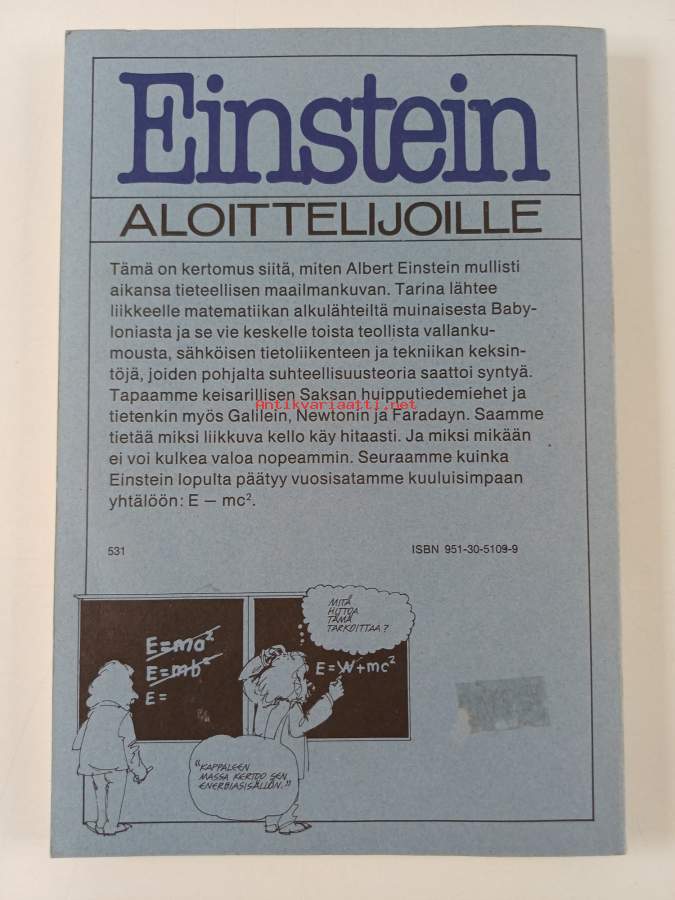 Einstein
ALOITTELIJOILLE
Tämä on kertomus siitä, miten Albert Einstein mullisti
aikansa tieteellisen maailmankuvan. Tarina lähtee
liikkeelle matematiikan alkulähteiltä muinaisesta Baby-
loniasta ja se vie keskelle toista teollista vallanku-
mousta, sähköisen tietoliikenteen ja tekniikan keksin-
töjä, joiden pohjalta suhteellisuusteoria saattoi syntyä.
Tapaamme keisarillisen Saksan huipputiedemiehet ja
Antikvariaatti.net
tietenkin myös Galilein, Newtonin ja Faradayn. Saamme
tietää miksi liikkuva kello käy hitaasti. Ja miksi mikään
ei voi kulkea valoa nopeammin. Seuraamme kuinka
Einstein lopulta päätyy vuosisatamme kuuluisimpaan
yhtälöön: E — mc².
531
ISBN 951-30-5109-9
MITÄ
HITTOA
TÄMÄ
TARKOITTAA?
E=ma²
E=mb²
E=
E=W+mc²
"KAPPALEEN
MASSA KERTOO SEN
ENERGIASISÄLLÖN."